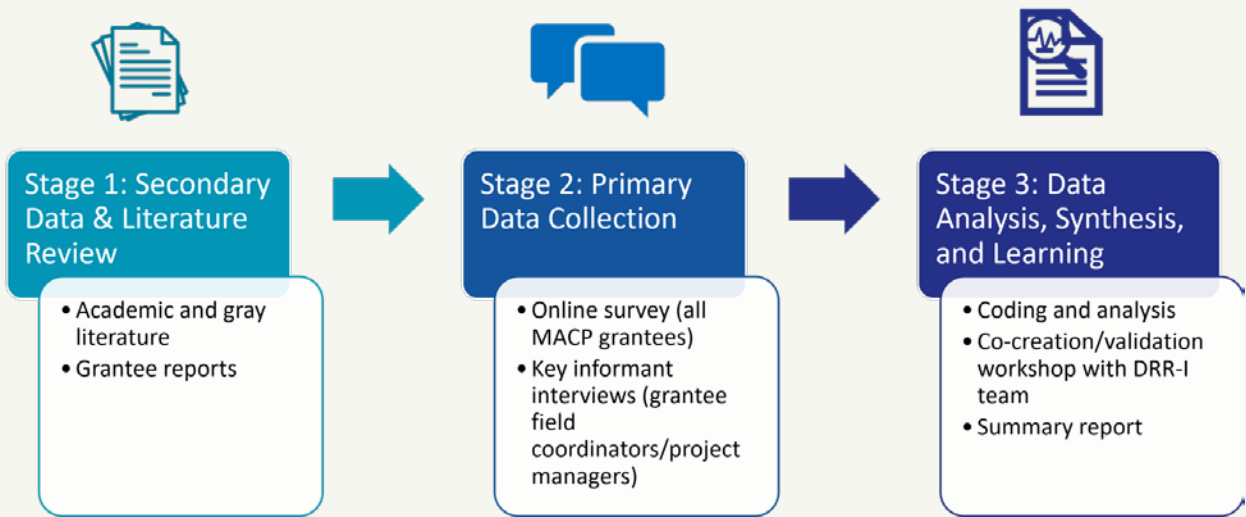 Stage 1: Secondary
Data & Literature
Review
• Academic and gray
literature
• Grantee reports
Stage 2: Primary
Data Collection
• Online survey (all
MACP grantees)
• Key informant
interviews (grantee
field
coordinators/project
managers)
Stage 3: Data
Analysis, Synthesis,
and Learning
• Coding and analysis
• Co-creation/validation
workshop with DRR-I
team
• Summary report